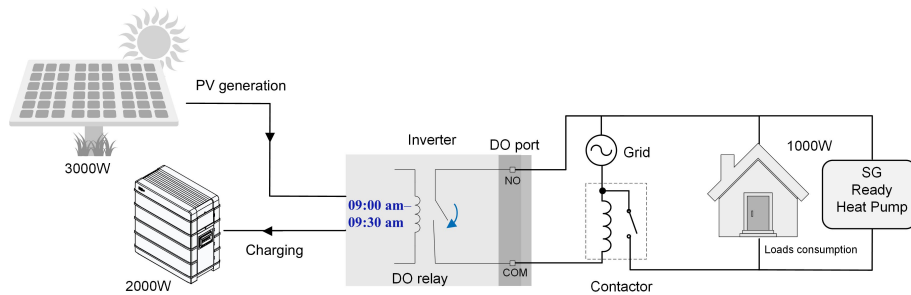 PV generation
3000W
Inverter
DO port
NO
09:00 am–
09:30 am
Charging
DO relay
COM
2000W
Grid
Contactor
1000W
Loads consumption
SG
Ready
Heat Pump